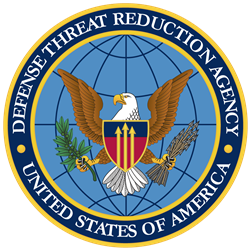 DEFENSE THREAT REDUCTION AGENCY
UNITED STATES OF AMERICA